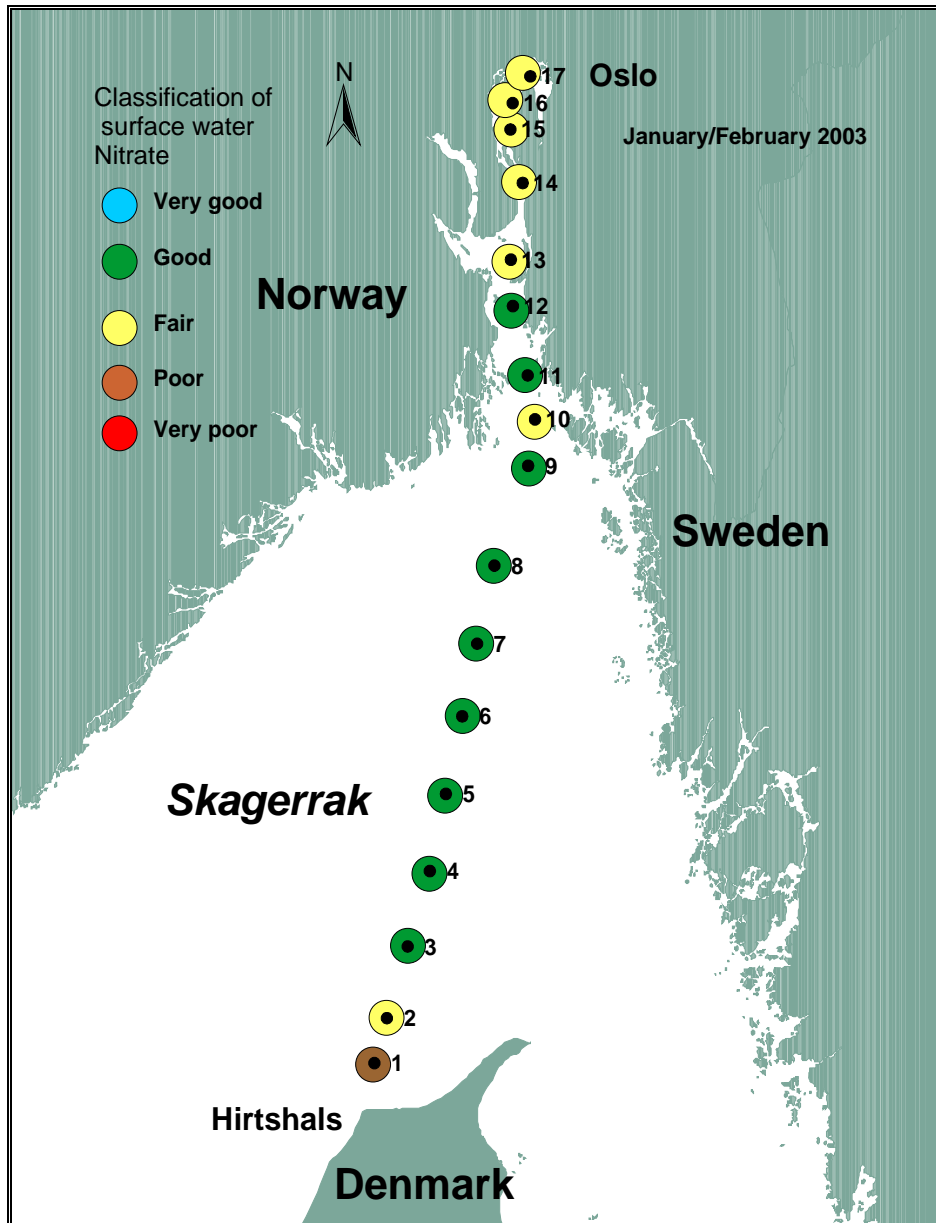 Classification of
surface water
Nitrate
Very good
Good
Fair
Poor
Very poor
N
Oslo
January/February 2003
17
16
15
14
13
12
11
10
9
8
7
6
5
4
3
2
1
Norway
Sweden
Skagerrak
Hirtshals
Denmark